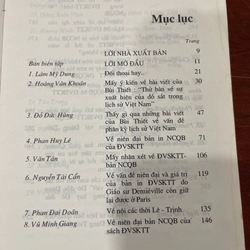 Mục lục
Trang
LỜI NHÀ XUẤT BẢN 9
Ban biên tập LỜI MỞ ĐẦU 11
1. Lâm Mỹ Dung Đối thoại hay.. 21
2. Hoàng Văn Khoán Mấy ý kiến về bài viết của
Bùi Thiết : "Thử bàn về sự
xuất hiện của đồ sắt trong
lịch sử Việt Nam" 29
3. Đỗ Đức Hùng Thấy gì qua những bài viết
của Bùi Thiết về vấn đề
phân kỳ lịch sử Việt Nam 34
4. Phan Huy Lê Về niên đại bản in NCQB
của ĐVSKTT 71
5. Văn Tân Mấy nhận xét về ĐVSKTT-
bản NCQB 106
6. Nguyễn Tài Cẩn Về vấn đề niên đại và giá
trị của bản in ĐVSKTT do
Giáo sư Demiéville còn giữ
lại được ở Paris 119
7. Phan Đại Doãn Về nội các thời Lê - Trịnh 135
8. Vũ Minh Giang Về niên đại bản in NCQB của 146
sách ĐVSKTT